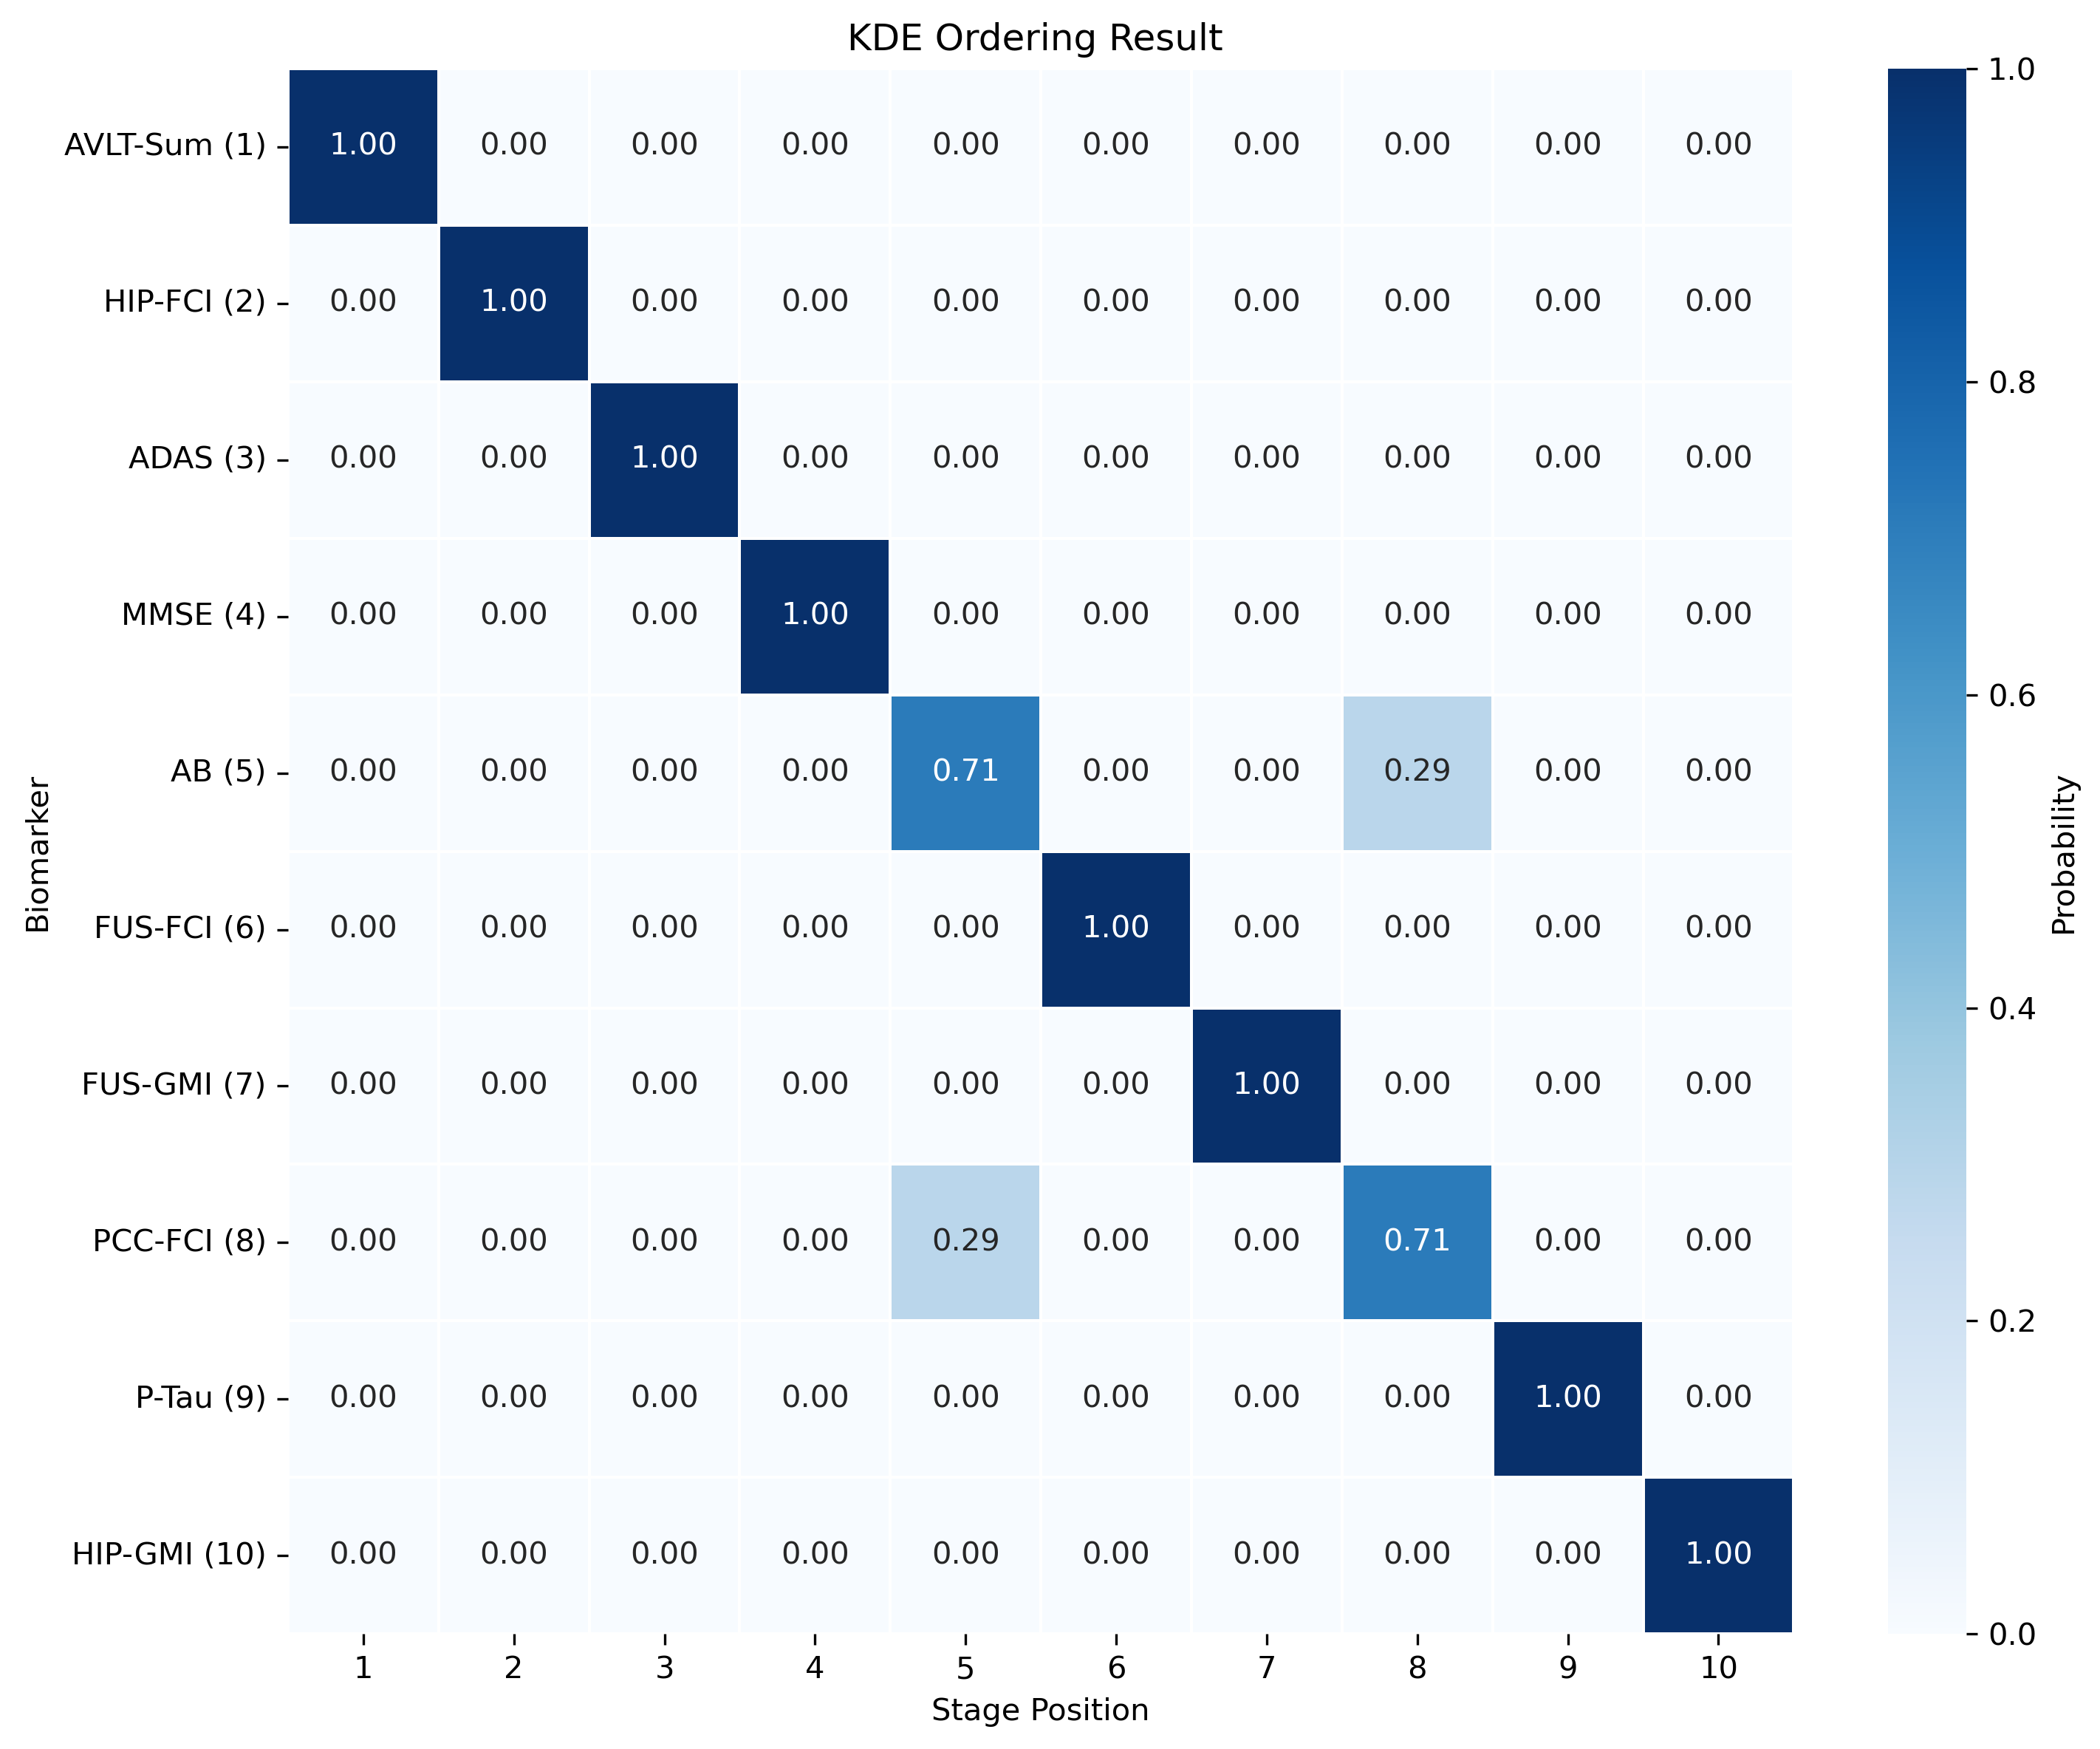 KDE Ordering Result
AVLT-Sum (1) 1.00 0.00 0.00 0.00 0.00 0.00 0.00 0.00 0.00 0.00
HIP-FCI (2) 0.00 1.00 0.00 0.00 0.00 0.00 0.00 0.00 0.00 0.00
ADAS (3) 0.00 0.00 1.00 0.00 0.00 0.00 0.00 0.00 0.00 0.00
MMSE (4) 0.00 0.00 0.00 1.00 0.00 0.00 0.00 0.00 0.00 0.00
AB (5) 0.00 0.00 0.00 0.00 0.71 0.00 0.00 0.29 0.00 0.00
FUS-FCI (6) 0.00 0.00 0.00 0.00 0.00 1.00 0.00 0.00 0.00 0.00
FUS-GMI (7) 0.00 0.00 0.00 0.00 0.00 0.00 1.00 0.00 0.00 0.00
PCC-FCI (8) 0.00 0.00 0.00 0.00 0.29 0.00 0.00 0.71 0.00 0.00
P-Tau (9) 0.00 0.00 0.00 0.00 0.00 0.00 0.00 0.00 1.00 0.00
HIP-GMI (10) 0.00 0.00 0.00 0.00 0.00 0.00 0.00 0.00 0.00 1.00
1 2 3 4 5 6 7 8 9 10
Stage Position
Biomarker
1.0
0.8
0.6
0.4
0.2
0.0
Probability